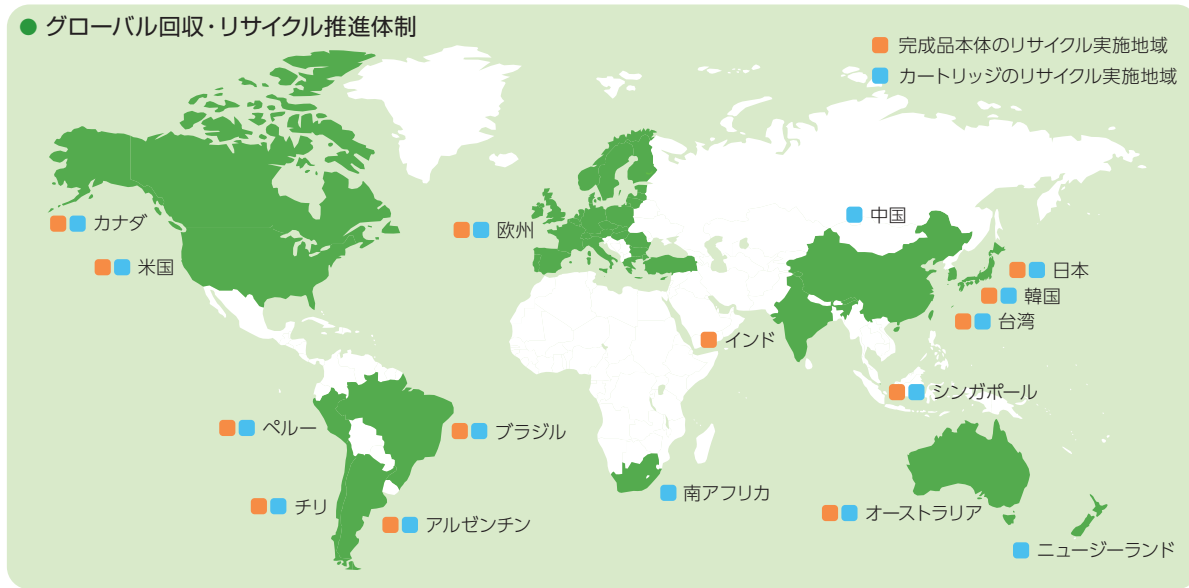 グローバル回収・リサイクル推進体制
完成品本体のリサイクル実施地域
カートリッジのリサイクル実施地域
カナダ
米国
欧州
中国
日本
韓国
台湾
インド
シンガポール
ペルー
ブラジル
チリ
アルゼンチン
南アフリカ
オーストラリア
ニュージーランド